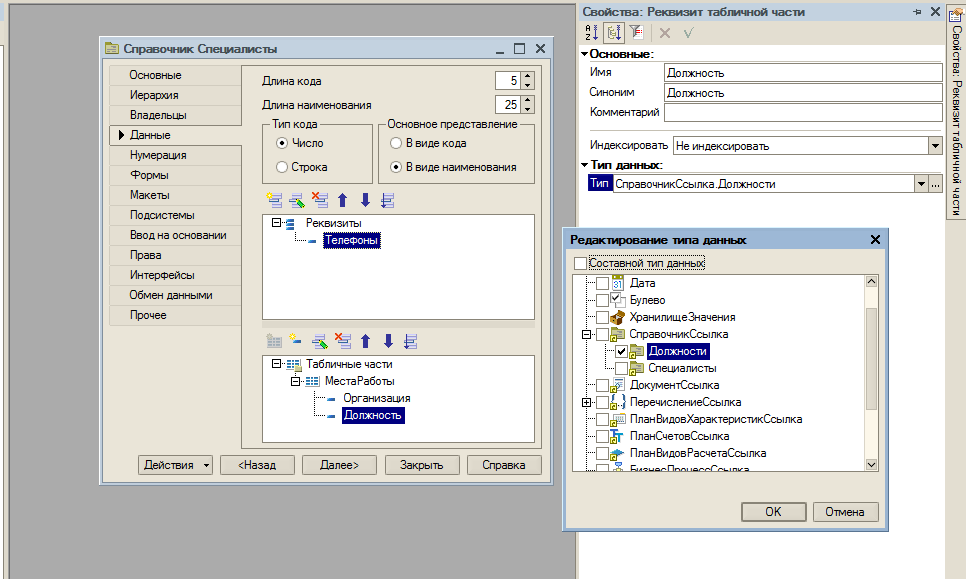 Справочник Специалисты
Основные
Иерархия
Владельцы
Данные
Нумерация
Формы
Макеты
Подсистемы
Ввод на основании
Права
Интерфейсы
Обмен данными
Прочее
Длина кода 5
Длина наименования 25
Тип кода
Число
Строка
Основное представление
В виде кода
В виде наименования
Реквизиты
Телефоны
Табличные части
МестаРаботы
Организация
Должность
Действия <Назад Далее> Закрыть Справка
Свойства: Реквизит табличной части
Основные:
Имя Должность
Синоним Должность
Комментарий
Индексировать Не индексировать
Тип данных:
Тип СправочникСсылка.Должности ...
Редактирование типа данных
Составной тип данных
31 Дата
Булево
ХранилищеЗначения
СправочникСсылка
Должности
Специалисты
ДокументСсылка
ПеречислениеСсылка
ПланВидовХарактеристикСсылка
ПланСчетовСсылка
ПланВидовРасчетаСсылка
БизнесПроцессСсылка
OK Отмена
Свойства: Реквизит табличной части